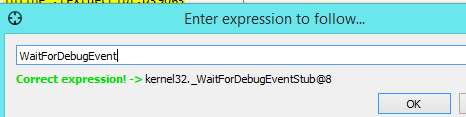 Enter expression to follow...
WaitForDebugEvent
Correct expression! -> kernel32._WaitForDebugEventStub@8
OK